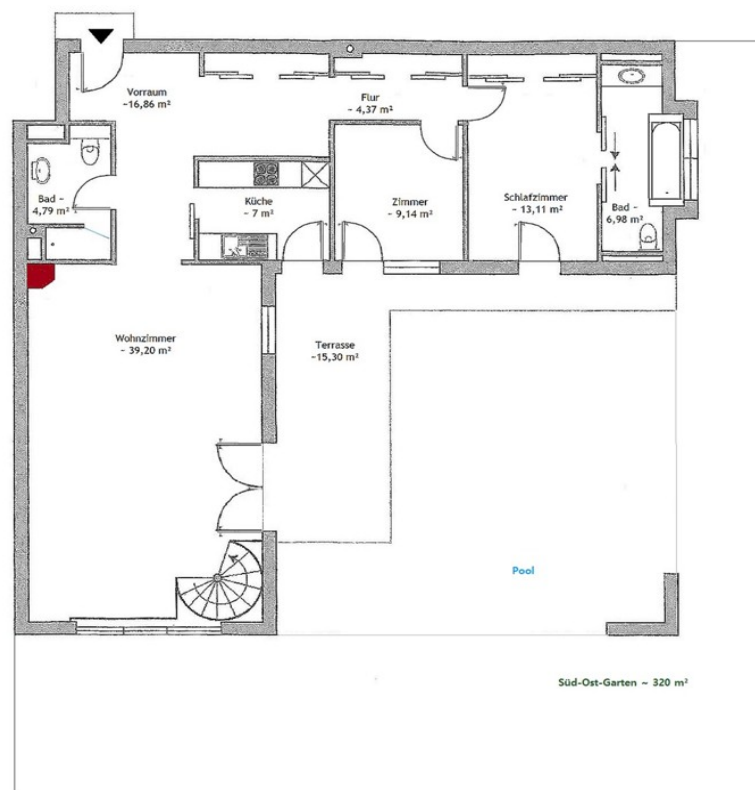 Vorraum
~16,86 m²
Flur
~ 4,37 m²
Bad ~
4,79 m²
Küche
~ 7 m²
Zimmer
~ 9,14 m²
Schlafzimmer
~ 13,11 m²
Bad ~
6,98 m²
Wohnzimmer
~ 39,20 m²
Terrasse
~15,30 m²
Pool
Süd-Ost-Garten ~ 320 m²